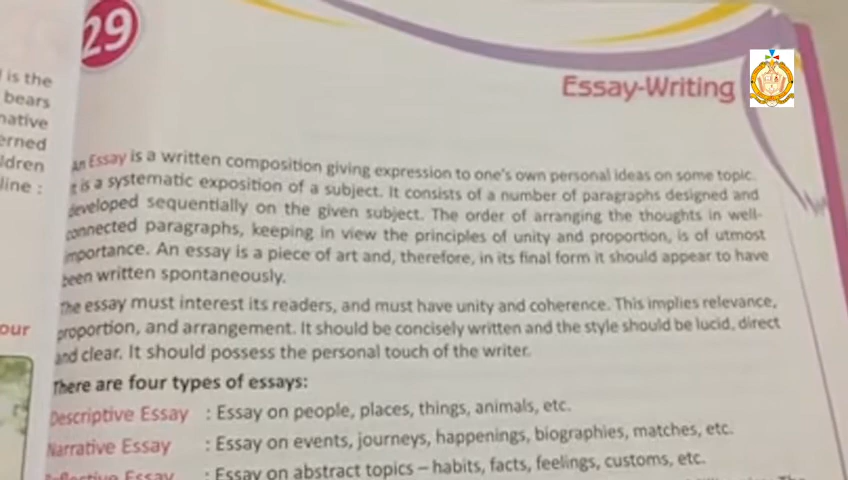 29
is the
bears
native
erned
ldren
line :
our
Essay-Writing
An Essay is a written composition giving expression to one's own personal ideas on some topic.
It is a systematic exposition of a subject. It consists of a number of paragraphs designed and
developed sequentially on the given subject. The order of arranging the thoughts in well-
connected paragraphs, keeping in view the principles of unity and proportion, is of utmost
importance. An essay is a piece of art and, therefore, in its final form it should appear to have
been written spontaneously.
The essay must interest its readers, and must have unity and coherence. This implies relevance,
proportion, and arrangement. It should be concisely written and the style should be lucid, direct
and clear. It should possess the personal touch of the writer.
There are four types of essays:
Descriptive Essay : Essay on people, places, things, animals, etc.
Narrative Essay : Essay on events, journeys, happenings, biographies, matches, etc.
Reflective Essay : Essay on abstract topics – habits, facts, feelings, customs, etc.